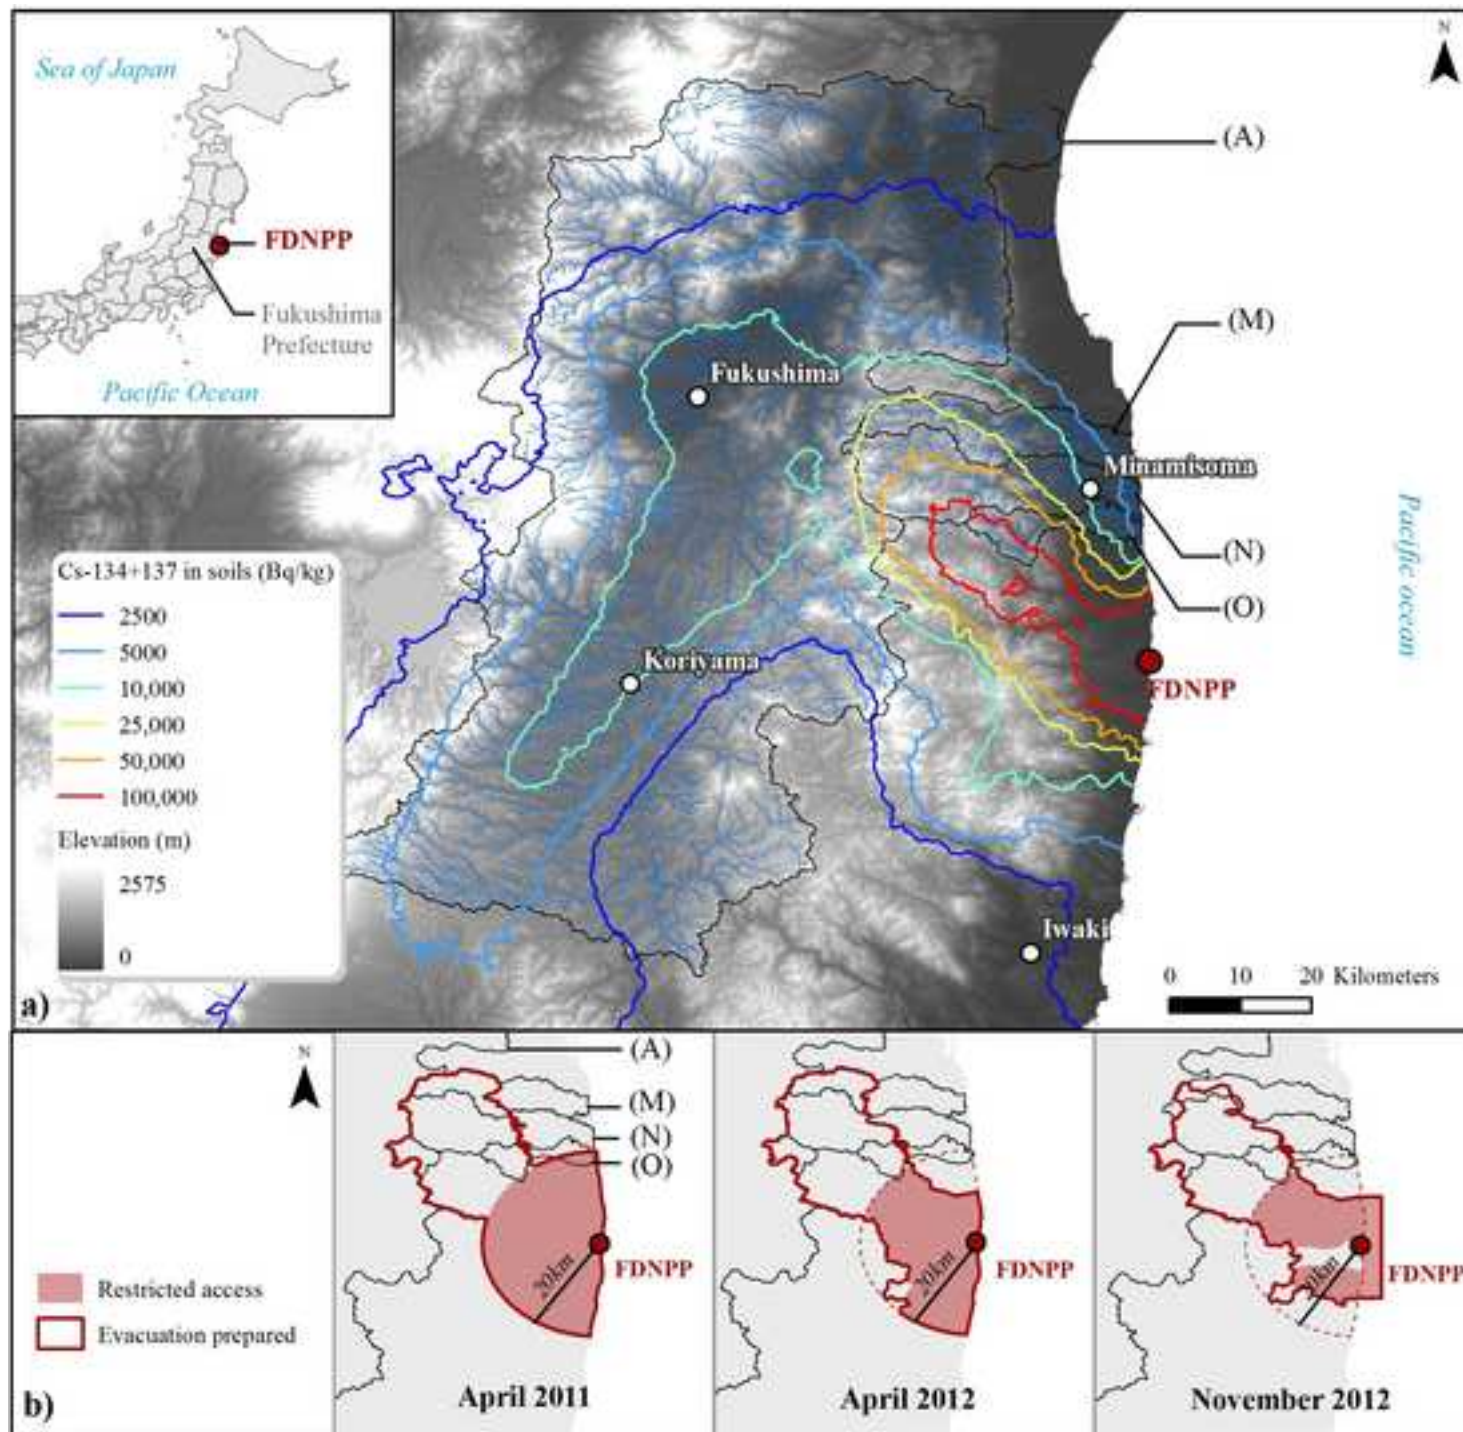 Sea of Japan
FDNPP
Fukushima
Prefecture
Pacific Ocean
N
(A)
(M)
Fukushima
Minamisoma
(N)
(O)
Pacific ocean
Koriyama
FDNPP
Iwaki
Cs-134+137 in soils (Bq/kg)
2500
5000
10,000
25,000
50,000
100,000
Elevation (m)
2575
0
0 10 20 Kilometers
a)
N
(A)
(M)
(N)
(O)
20km
FDNPP
April 2011
20km
FDNPP
April 2012
20km
FDNPP
November 2012
Restricted access
Evacuation prepared
b)